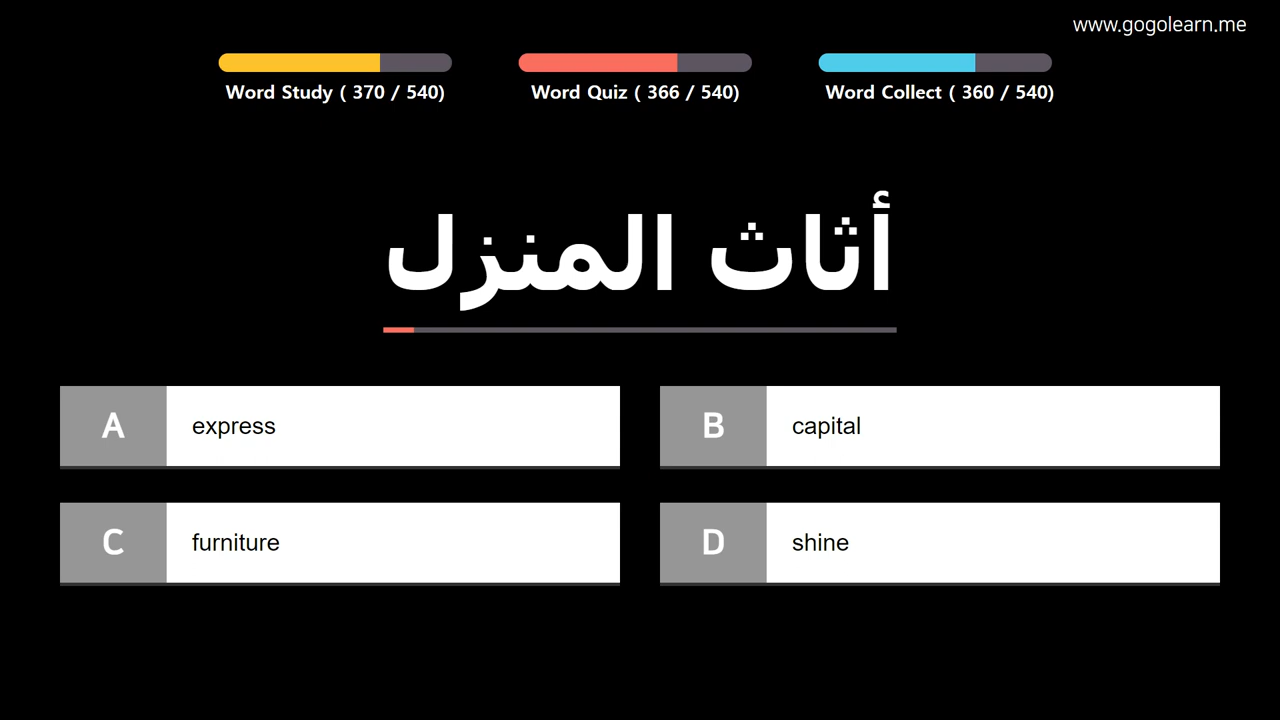 www.gogolearn.me
Word Study ( 370 / 540)
Word Quiz ( 366 / 540)
Word Collect ( 360 / 540)
أثاث المنزل
A express
B capital
C furniture
D shine